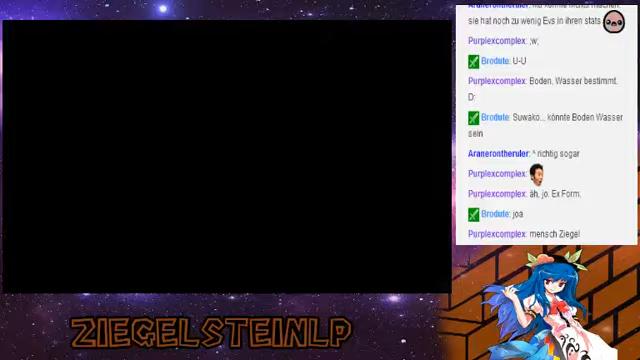 sie hat noch zu wenig Evs in ihren stats
Purplexcomplex: ;w;
Brodute: U-U
Purplexcomplex: Boden, Wasser bestimmt.
D:
Brodute: Suwako... könnte Boden Wasser
sein
Aranerontheruler: ^ richtig sogar
Purplexcomplex:
Purplexcomplex: äh, jo. Ex Form.
Brodute: joa
Purplexcomplex: mensch Ziegel
ZIEGELSTEINLP